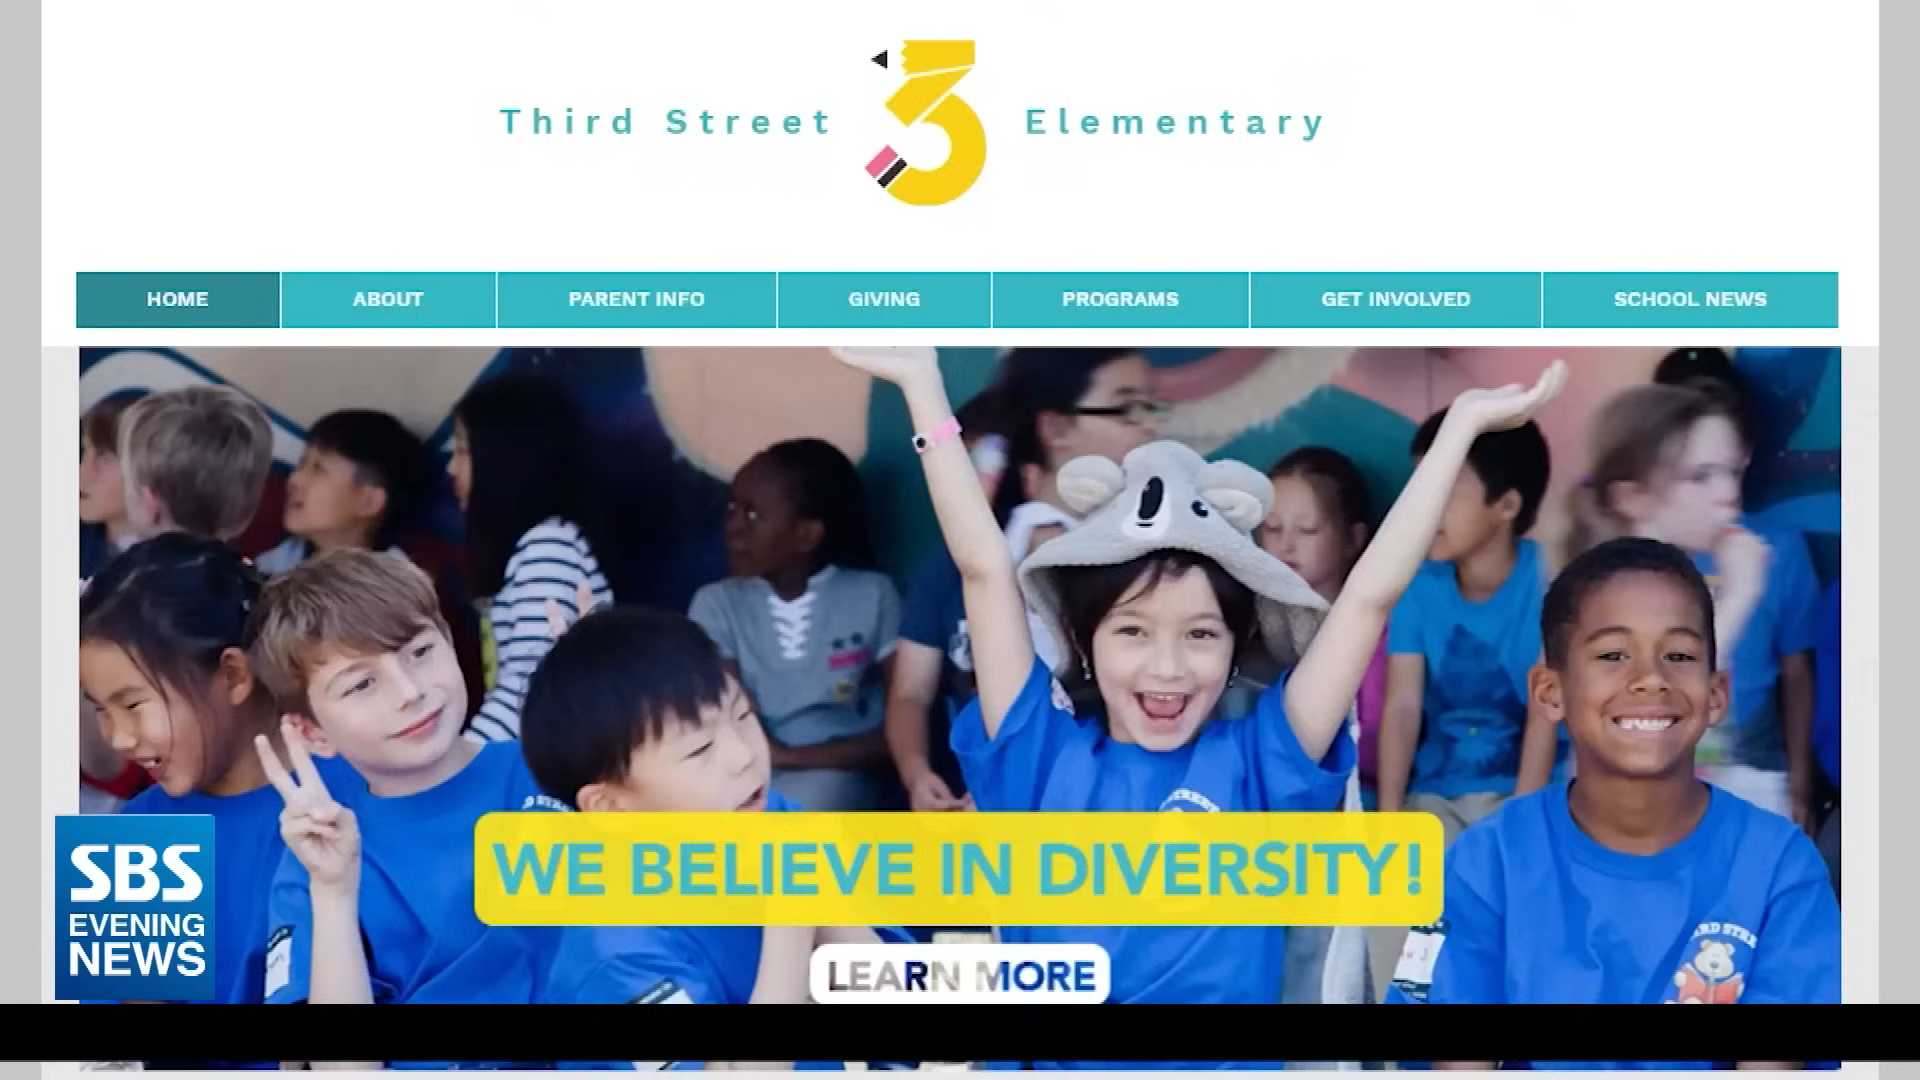 Third Street 3 Elementary
HOME ABOUT PARENT INFO GIVING PROGRAMS GET INVOLVED SCHOOL NEWS
WE BELIEVE IN DIVERSITY!
LEARN MORE
SBS
EVENING
NEWS